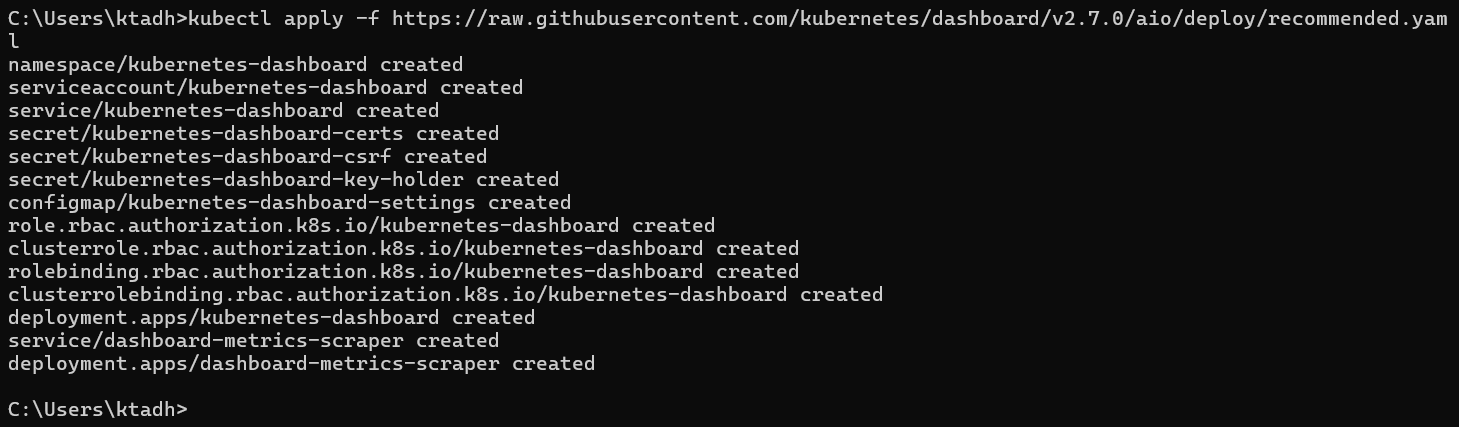 C:\Users\ktadh>kubectl apply -f https://raw.githubusercontent.com/kubernetes/dashboard/v2.7.0/aio/deploy/recommended.yam
l
namespace/kubernetes-dashboard created
serviceaccount/kubernetes-dashboard created
service/kubernetes-dashboard created
secret/kubernetes-dashboard-certs created
secret/kubernetes-dashboard-csrf created
secret/kubernetes-dashboard-key-holder created
configmap/kubernetes-dashboard-settings created
role.rbac.authorization.k8s.io/kubernetes-dashboard created
clusterrole.rbac.authorization.k8s.io/kubernetes-dashboard created
rolebinding.rbac.authorization.k8s.io/kubernetes-dashboard created
clusterrolebinding.rbac.authorization.k8s.io/kubernetes-dashboard created
deployment.apps/kubernetes-dashboard created
service/dashboard-metrics-scraper created
deployment.apps/dashboard-metrics-scraper created
C:\Users\ktadh>